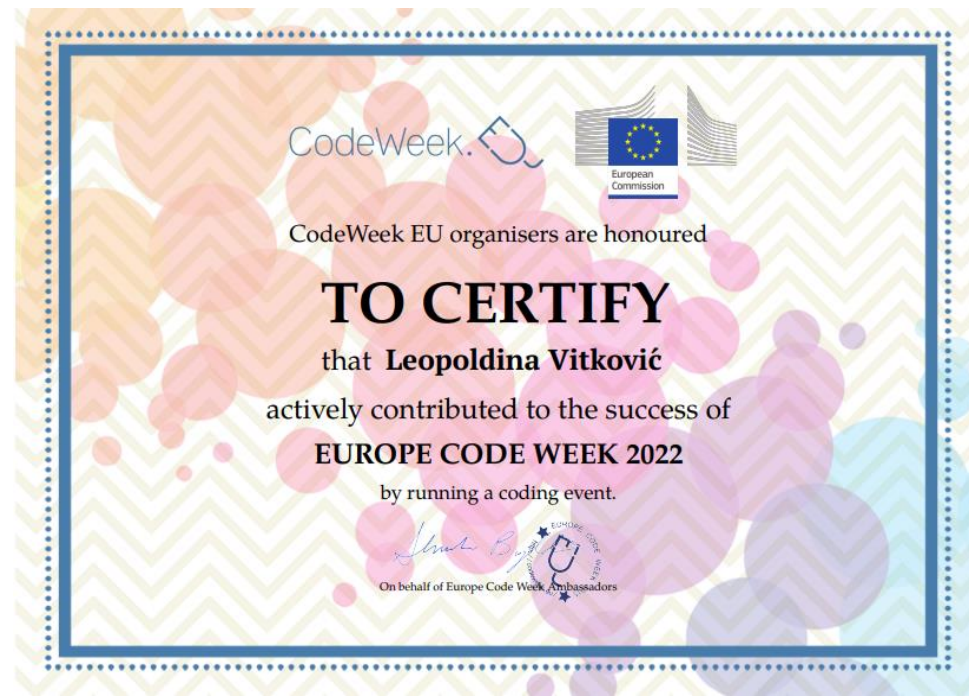 CodeWeek.EU
European
Commission
CodeWeek EU organisers are honoured
TO CERTIFY
that Leopoldina Vitković
actively contributed to the success of
EUROPE CODE WEEK 2022
by running a coding event.
EUROPE CODE WEEK
On behalf of Europe Code Week Ambassadors